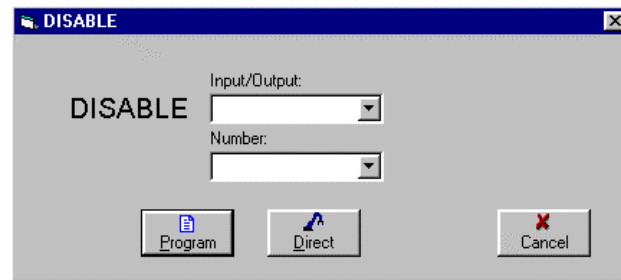 DISABLE
Input/Output:
DISABLE
Number:
Program
Direct
Cancel